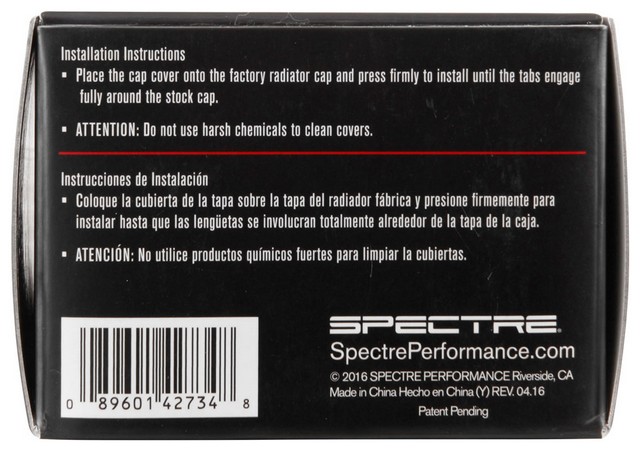 Installation Instructions
▪ Place the cap cover onto the factory radiator cap and press firmly to install until the tabs engage
fully around the stock cap.
▪ ATTENTION: Do not use harsh chemicals to clean covers.
Instrucciones de Instalación
▪ Coloque la cubierta de la tapa sobre la tapa del radiador fábrica y presione firmemente para
instalar hasta que las lengüetas se involucran totalmente alrededor de la tapa de la caja.
▪ ATENCIÓN: No utilice productos químicos fuertes para limpiar la cubiertas.
SPECTRE®
SpectrePerformance.com
© 2016 SPECTRE PERFORMANCE Riverside, CA
Made in China Hecho en China (Y) REV. 04.16
Patent Pending
0 89601 42734 8